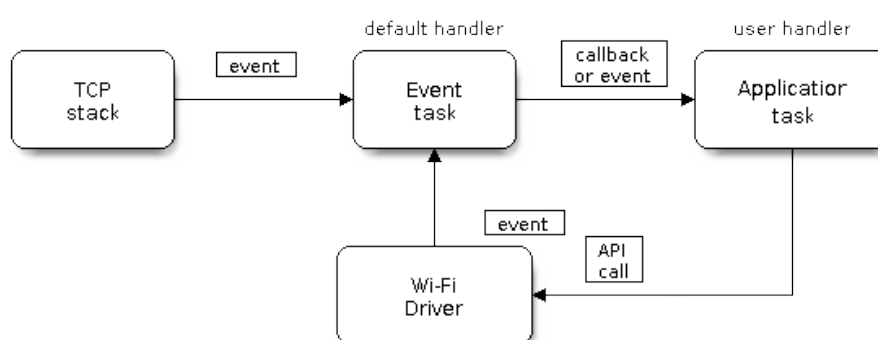 default handler
user handler
event
callback
or event
TCP
stack
Event
task
Application
task
event
API
call
Wi-Fi
Driver